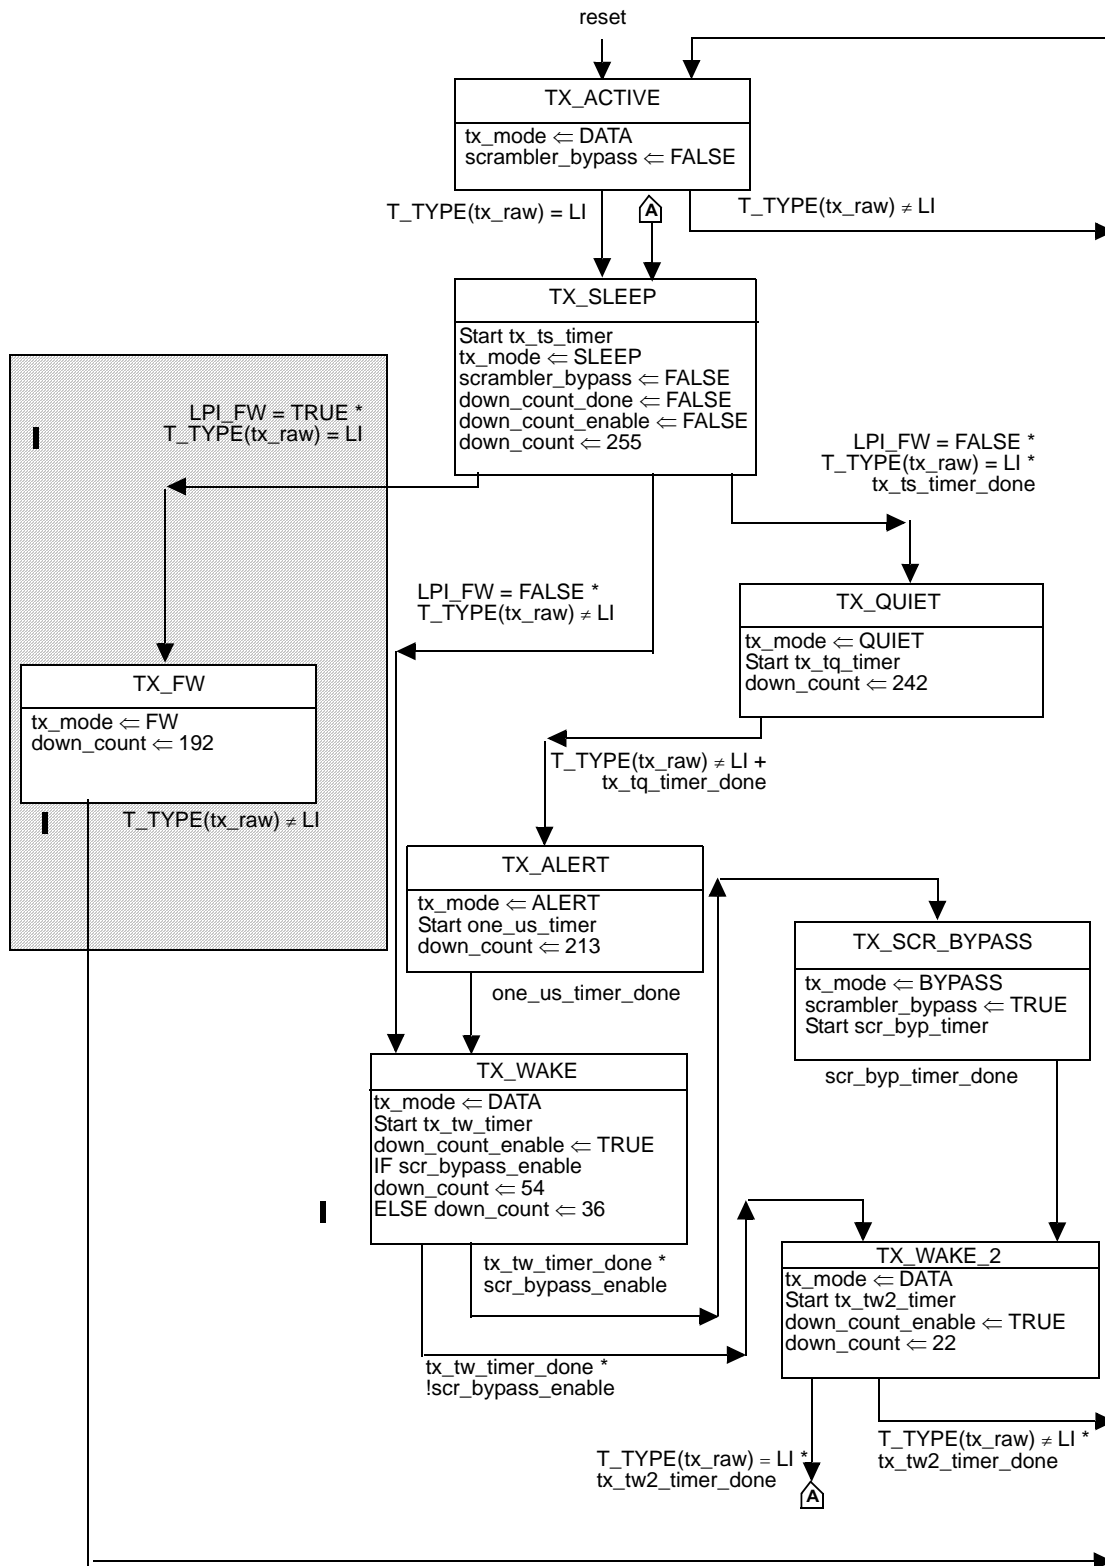 reset
TX_ACTIVE
tx_mode ⇐ DATA
scrambler_bypass ⇐ FALSE
T_TYPE(tx_raw) = LI
A
T_TYPE(tx_raw) ≠ LI
TX_SLEEP
Start tx_ts_timer
tx_mode ⇐ SLEEP
scrambler_bypass ⇐ FALSE
down_count_done ⇐ FALSE
down_count_enable ⇐ FALSE
down_count ⇐ 255
LPI_FW = TRUE *
T_TYPE(tx_raw) = LI
LPI_FW = FALSE *
T_TYPE(tx_raw) = LI *
tx_ts_timer_done
LPI_FW = FALSE *
T_TYPE(tx_raw) ≠ LI
TX_QUIET
tx_mode ⇐ QUIET
Start tx_tq_timer
down_count ⇐ 242
TX_FW
tx_mode ⇐ FW
down_count ⇐ 192
T_TYPE(tx_raw) ≠ LI
T_TYPE(tx_raw) ≠ LI +
tx_tq_timer_done
TX_ALERT
tx_mode ⇐ ALERT
Start one_us_timer
down_count ⇐ 213
one_us_timer_done
TX_SCR_BYPASS
tx_mode ⇐ BYPASS
scrambler_bypass ⇐ TRUE
Start scr_byp_timer
scr_byp_timer_done
TX_WAKE
tx_mode ⇐ DATA
Start tx_tw_timer
down_count_enable ⇐ TRUE
IF scr_bypass_enable
down_count ⇐ 54
ELSE down_count ⇐ 36
tx_tw_timer_done *
scr_bypass_enable
tx_tw_timer_done *
!scr_bypass_enable
TX_WAKE_2
tx_mode ⇐ DATA
Start tx_tw2_timer
down_count_enable ⇐ TRUE
down_count ⇐ 22
T_TYPE(tx_raw) = LI *
tx_tw2_timer_done
A
T_TYPE(tx_raw) ≠ LI *
tx_tw2_timer_done